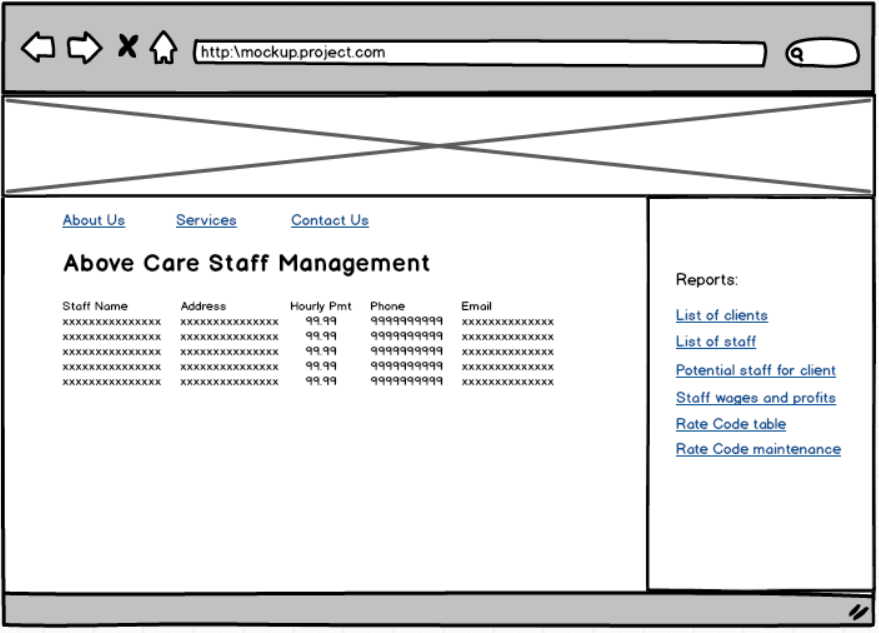 http:\mockup.project.com
About Us Services Contact Us
Above Care Staff Management
Staff Name Address Hourly Pmt Phone Email
xxxxxxxxxxxxxxx xxxxxxxxxxxxxxx 99.99 9999999999 xxxxxxxxxxxxxx
xxxxxxxxxxxxxxx xxxxxxxxxxxxxxx 99.99 9999999999 xxxxxxxxxxxxxx
xxxxxxxxxxxxxxx xxxxxxxxxxxxxxx 99.99 9999999999 xxxxxxxxxxxxxx
xxxxxxxxxxxxxxx xxxxxxxxxxxxxxx 99.99 9999999999 xxxxxxxxxxxxxx
xxxxxxxxxxxxxxx xxxxxxxxxxxxxxx 99.99 9999999999 xxxxxxxxxxxxxx
Reports:
List of clients
List of staff
Potential staff for client
Staff wages and profits
Rate Code table
Rate Code maintenance